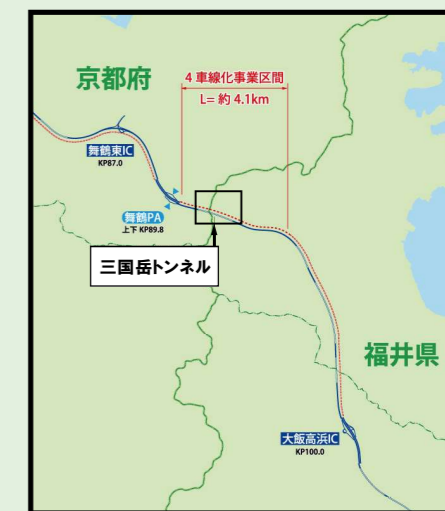 京都府
4車線化事業区間
L= 約 4.1km
舞鶴東IC
KP87.0
舞鶴PA
上下 KP89.8
三国岳トンネル
福井県
大飯高浜IC
KP100.0